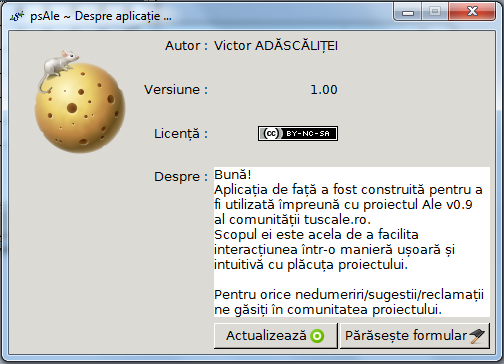 psAle ~ Despre aplicație ...
Autor : Victor ADĂSCĂLIȚEI
Versiune : 1.00
Licență : cc BY-NC-SA
Despre : Bună!
Aplicația de față a fost construită pentru a
fi utilizată împreună cu proiectul Ale v0.9
al comunității tuscale.ro.
Scopul ei este acela de a facilita
interacțiunea într-o manieră ușoară și
intuitivă cu plăcuța proiectului.
Pentru orice nedumeriri/sugestii/reclamații
ne găsiți în comunitatea proiectului.
Actualizează Părăsește formular